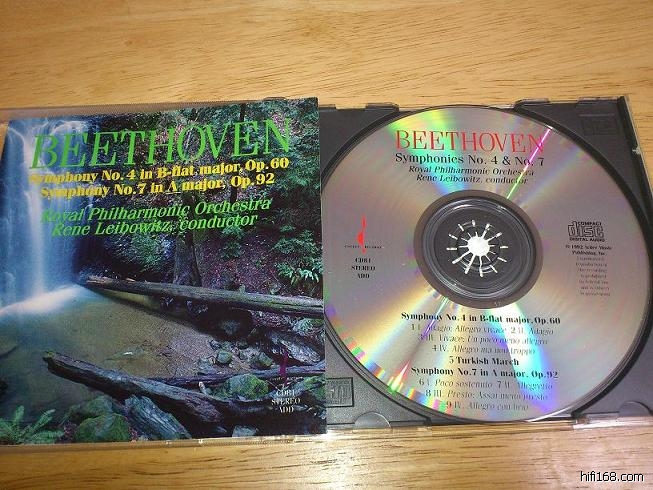 BEETHOVEN
Symphony No. 4 in B-flat major, Op. 60
Symphony No. 7 in A major, Op. 92
Royal Philharmonic Orchestra
Rene Leibowitz, conductor
CD81
STEREO
ADD
BEETHOVEN
Symphonies No. 4 & No. 7
Royal Philharmonic Orchestra
Rene Leibowitz, conductor
CHESKY RECORDS
CD81
STEREO
ADD
COMPACT
disc
DIGITAL AUDIO
Symphony No. 4 in B-flat major, Op. 60
1 I. Adagio; Allegro vivace 2 II. Adagio
3 III. Vivace: Un poco meno allegro
4 IV. Allegro ma non troppo
5 Turkish March
Symphony No. 7 in A major, Op. 92
6 I. Poco sostenuto 7 II. Allegretto
8 III. Presto: Assai meno presto
9 IV. Allegro con brio
hifi168.com